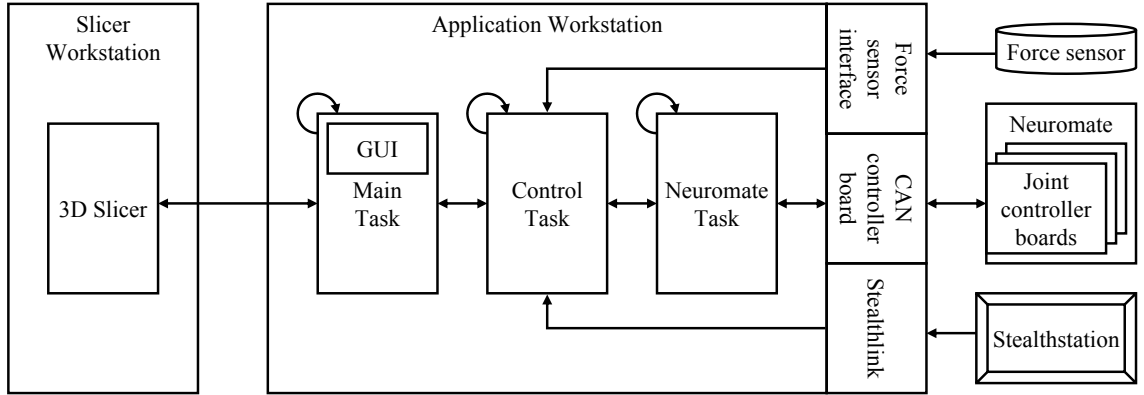 Slicer
Workstation
3D Slicer
Application Workstation
GUI
Main
Task
Control
Task
Neuromate
Task
Force
sensor
interface
CAN
controller
board
Stealthlink
Force sensor
Neuromate
Joint
controller
boards
Stealthstation